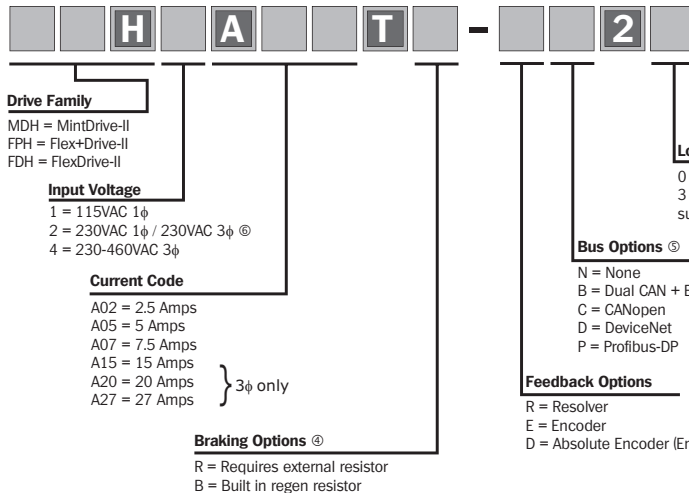 H A T - 2
Drive Family
MDH = MintDrive-II
FPH = Flex+Drive-II
FDH = FlexDrive-II
Input Voltage
1 = 115VAC 1ϕ
2 = 230VAC 1ϕ / 230VAC 3ϕ ⑥
4 = 230-460VAC 3ϕ
Current Code
A02 = 2.5 Amps
A05 = 5 Amps
A07 = 7.5 Amps
A15 = 15 Amps
A20 = 20 Amps
A27 = 27 Amps
} 3ϕ only
Braking Options ④
R = Requires external resistor
B = Built in regen resistor
0
3
Bus Options ⑤
N = None
B = Dual CAN +
C = CANopen
D = DeviceNet
P = Profibus-DP
Feedback Options
R = Resolver
E = Encoder
D = Absolute Encoder